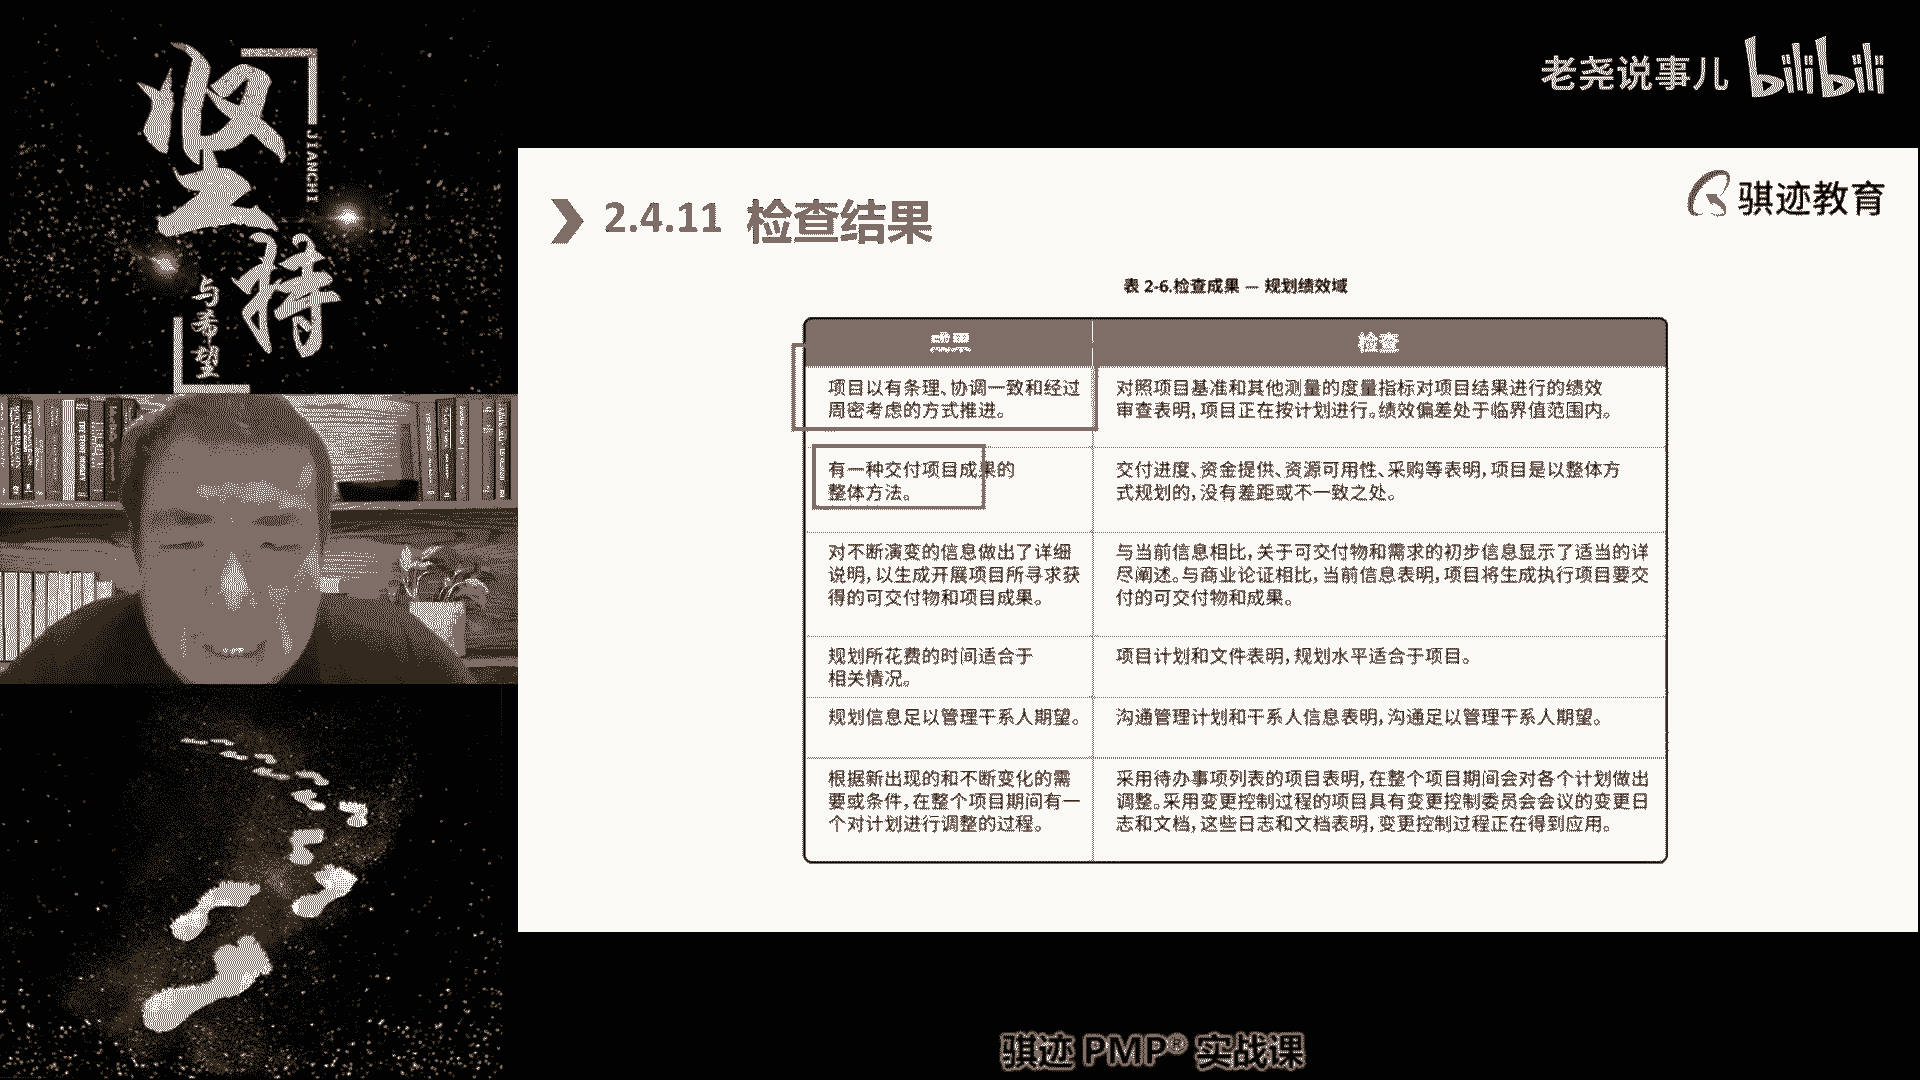 坚
持
JIANCHI
与希望
老尧说事儿 bilibili
骐迹教育
2.4.11 检查结果
表 2-6.检查成果 — 规划绩效域
成果 检查
项目以有条理、协调一致和经过
周密考虑的方式推进。
对照项目基准和其他测量的度量指标对项目结果进行的绩效
审查表明,项目正在按计划进行。绩效偏差处于临界值范围内。
有一种交付项目成果的
整体方法。
交付进度、资金提供、资源可用性、采购等表明,项目是以整体方
式规划的,没有差距或不一致之处。
对不断演变的信息做出了详细
说明,以生成开展项目所寻求获
得的可交付物和项目成果。
与当前信息相比,关于可交付物和需求的初步信息显示了适当的详
尽阐述。与商业论证相比,当前信息表明,项目将生成执行项目要交
付的可交付物和成果。
规划所花费的时间适合于
相关情况。
项目计划和文件表明,规划水平适合于项目。
规划信息足以管理干系人期望。
沟通管理计划和干系人信息表明,沟通足以管理干系人期望。
根据新出现的和不断变化的需
要或条件,在整个项目期间有一
个对计划进行调整的过程。
采用待办事项列表的项目表明,在整个项目期间会对各个计划做出
调整。采用变更控制过程的项目具有变更控制委员会会议的变更日
志和文档,这些日志和文档表明,变更控制过程正在得到应用。
骐迹 PMP® 实战课